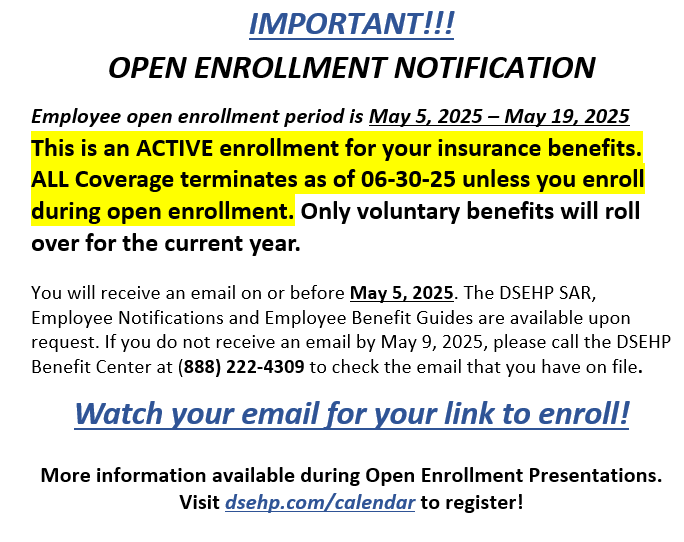 IMPORTANT!!!
OPEN ENROLLMENT NOTIFICATION
Employee open enrollment period is May 5, 2025 – May 19, 2025
This is an ACTIVE enrollment for your insurance benefits.
ALL Coverage terminates as of 06-30-25 unless you enroll
during open enrollment. Only voluntary benefits will roll
over for the current year.
You will receive an email on or before May 5, 2025. The DSEHP SAR,
Employee Notifications and Employee Benefit Guides are available upon
request. If you do not receive an email by May 9, 2025, please call the DSEHP
Benefit Center at (888) 222-4309 to check the email that you have on file.
Watch your email for your link to enroll!
More information available during Open Enrollment Presentations.
Visit dsehp.com/calendar to register!